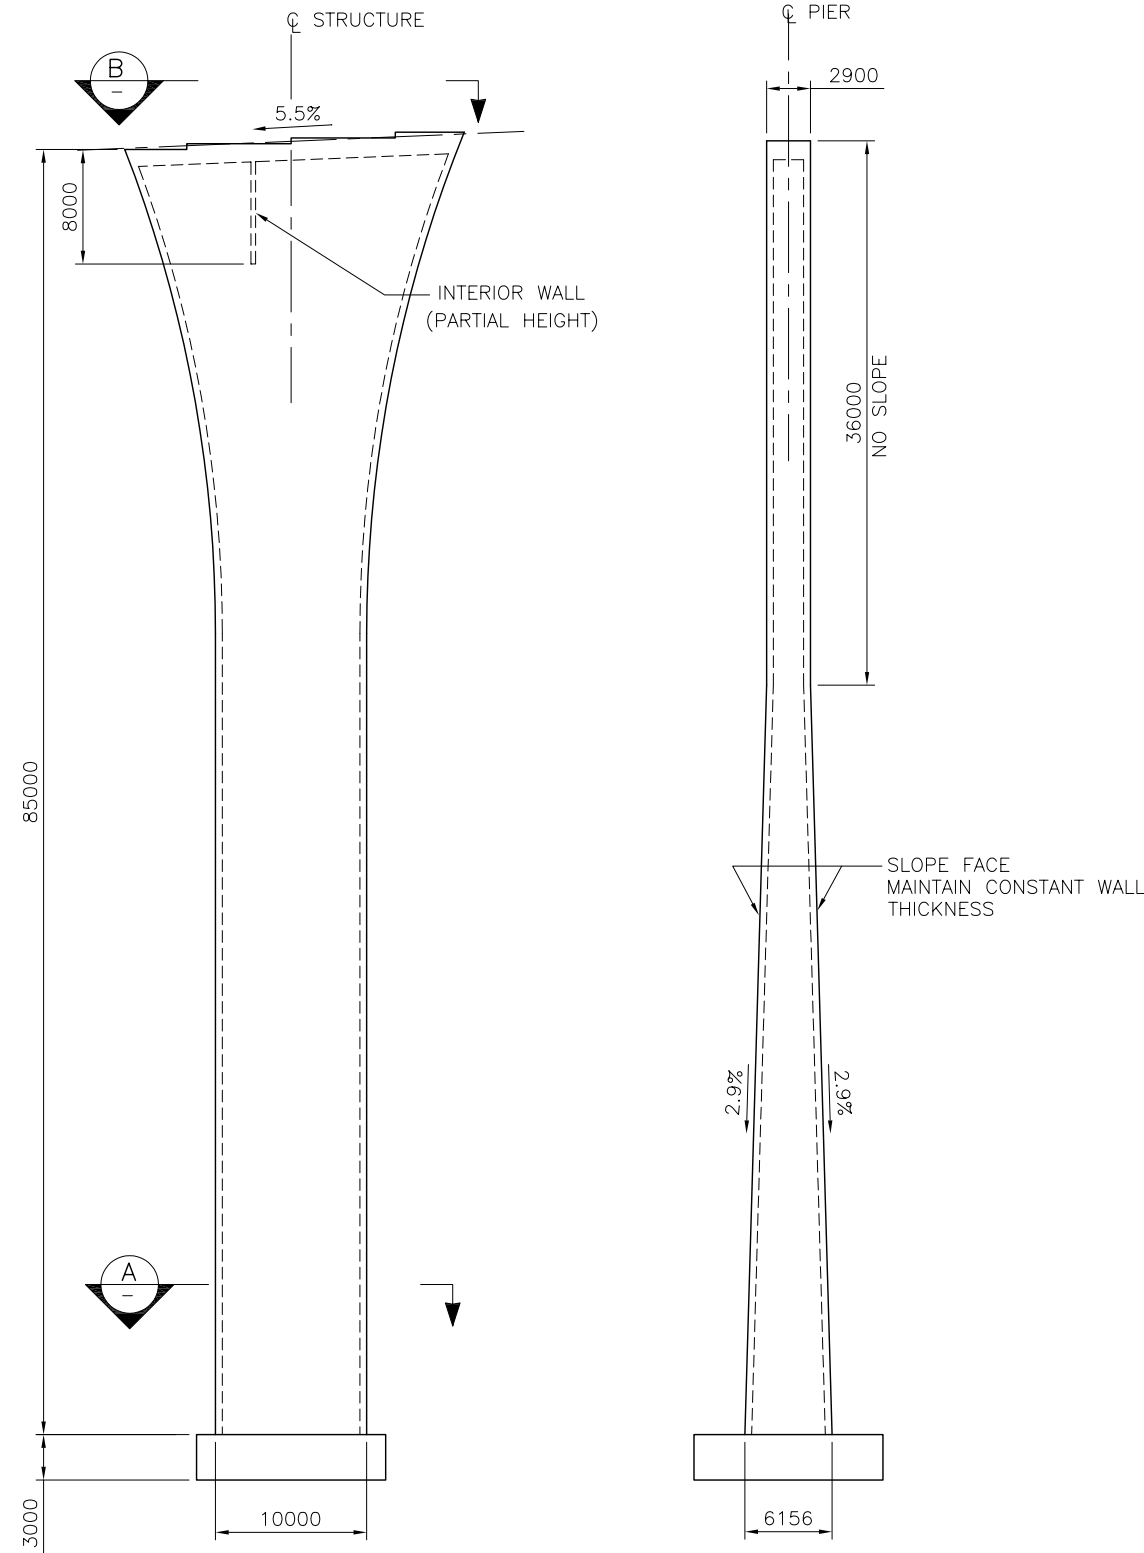 ℄ STRUCTURE
℄ PIER
B
-
2900
5.5%
8000
INTERIOR WALL
(PARTIAL HEIGHT)
36000
NO SLOPE
85000
SLOPE FACE
MAINTAIN CONSTANT WALL
THICKNESS
2.9%
2.9%
A
-
3000
10000
6156